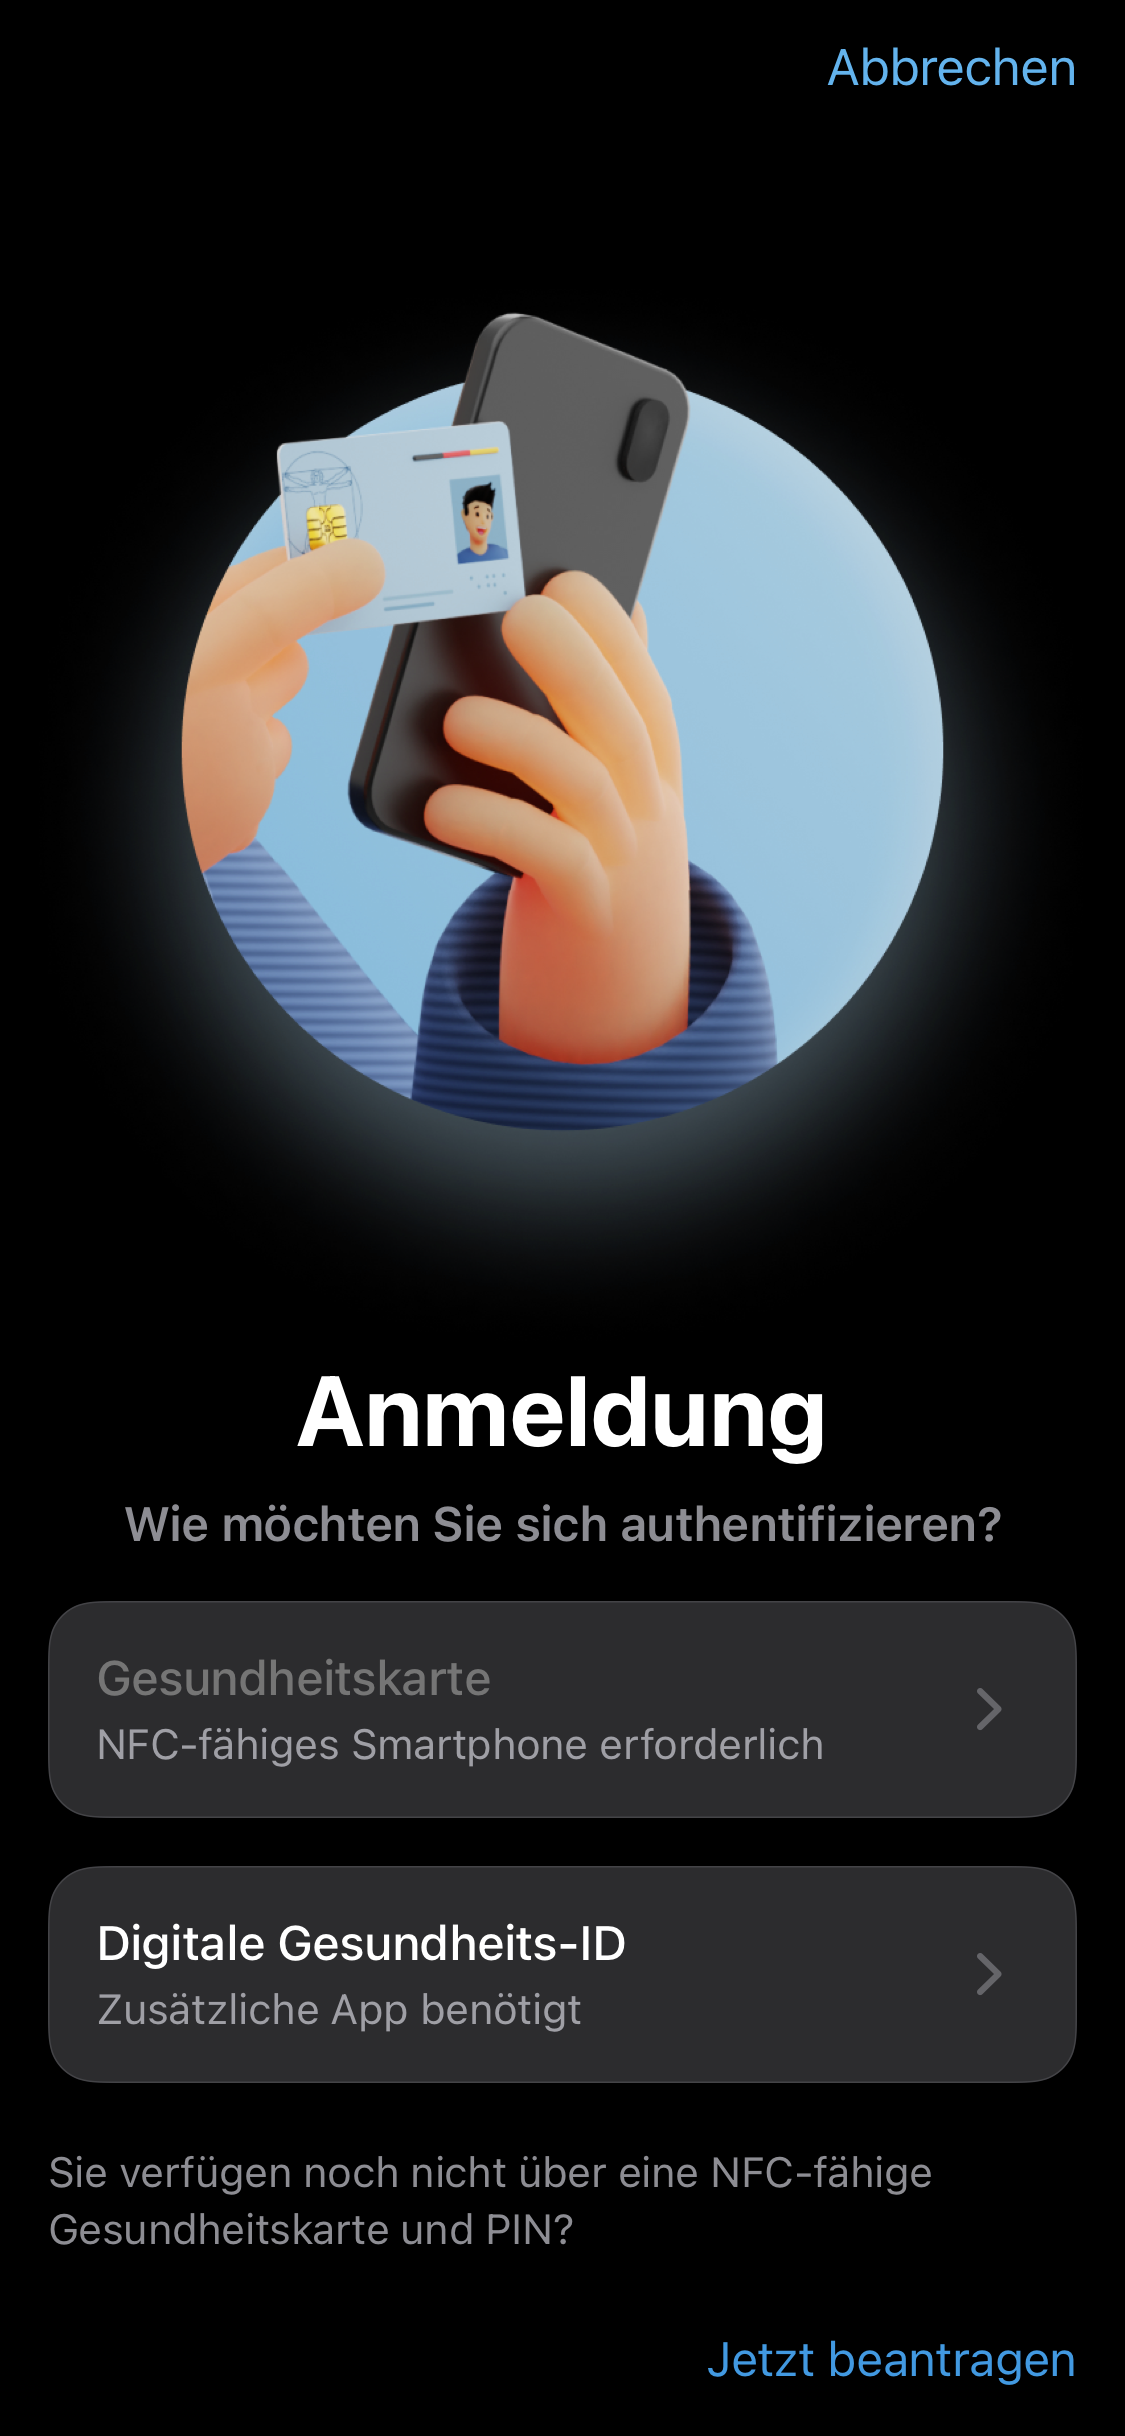 Abbrechen
Anmeldung
Wie möchten Sie sich authentifizieren?
Gesundheitskarte
NFC-fähiges Smartphone erforderlich
Digitale Gesundheits-ID
Zusätzliche App benötigt
Sie verfügen noch nicht über eine NFC-fähige
Gesundheitskarte und PIN?
Jetzt beantragen